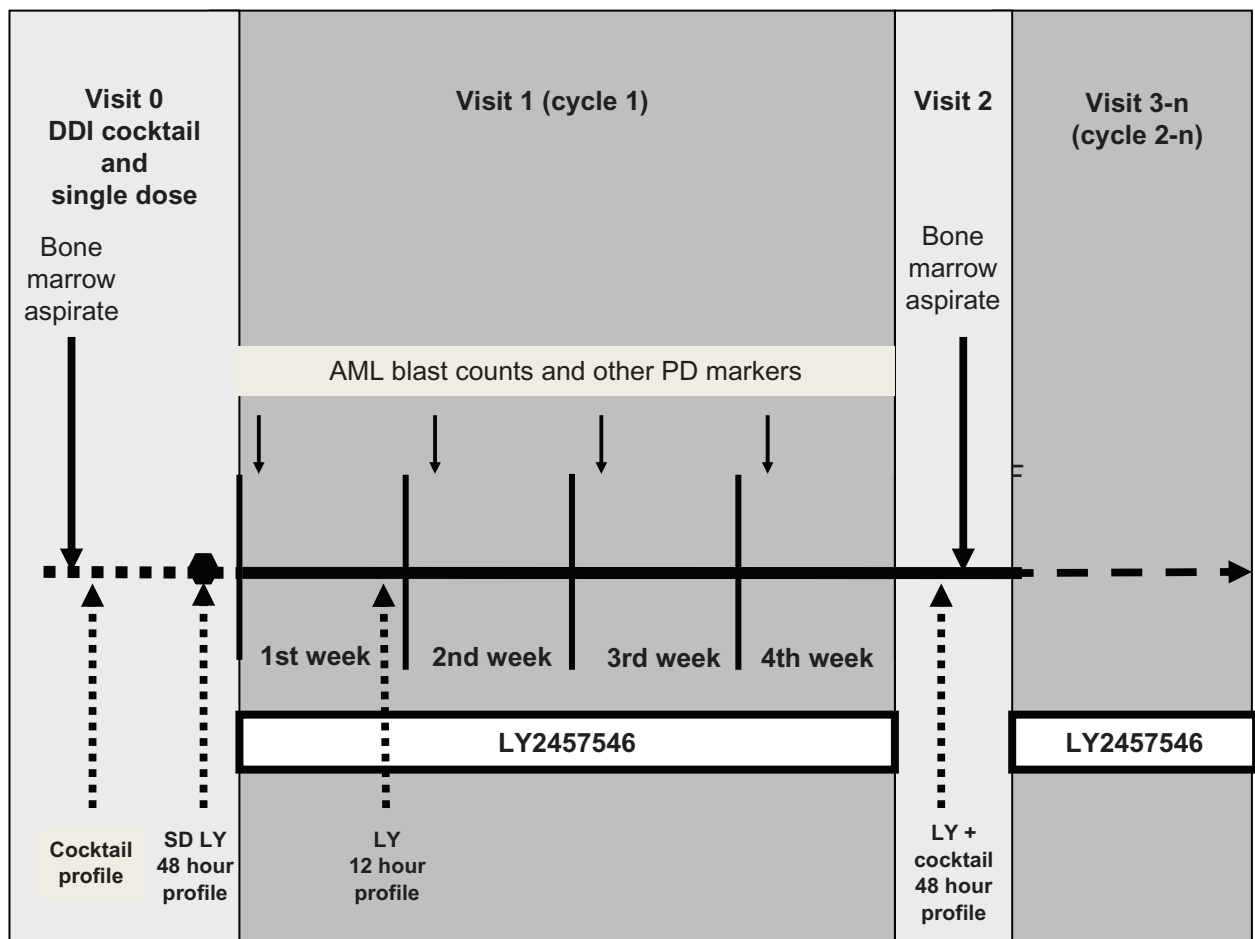 Visit 0
DDI cocktail
and
single dose
Visit 1 (cycle 1)
Visit 2
Visit 3-n
(cycle 2-n)
Bone
marrow
aspirate
Bone
marrow
aspirate
AML blast counts and other PD markers
1st week
2nd week
3rd week
4th week
LY2457546
LY2457546
Cocktail
profile
SD LY
48 hour
profile
LY
12 hour
profile
LY +
cocktail
48 hour
profile